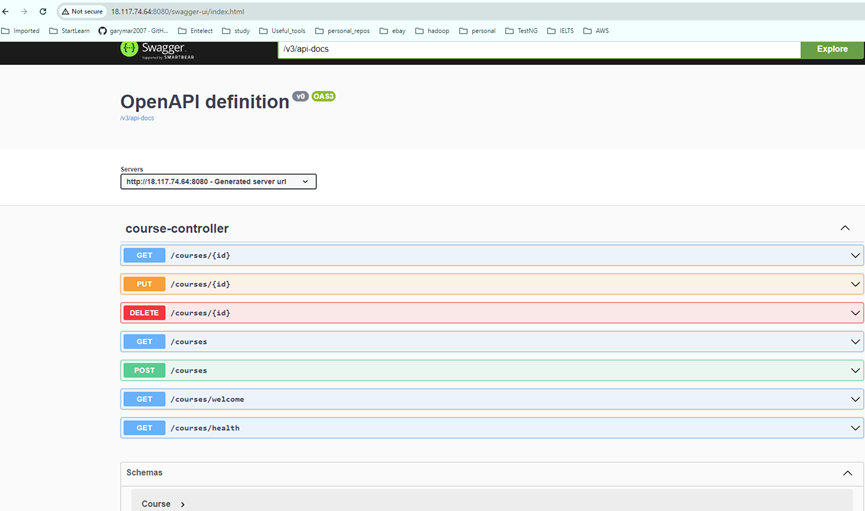 Not secure 18.117.74.64:8080/swagger-ui/index.html
Imported StartLearn garymar2007 - GitH... Entelect study Useful_tools personal_repos ebay hadoop personal TestNG IELTS AWS
Swagger.
Supported by SMARTBEAR
/v3/api-docs Explore
OpenAPI definition v0 OAS3
/v3/api-docs
Servers
http://18.117.74.64:8080 - Generated server url
course-controller
GET /courses/{id}
PUT /courses/{id}
DELETE /courses/{id}
GET /courses
POST /courses
GET /courses/welcome
GET /courses/health
Schemas
Course